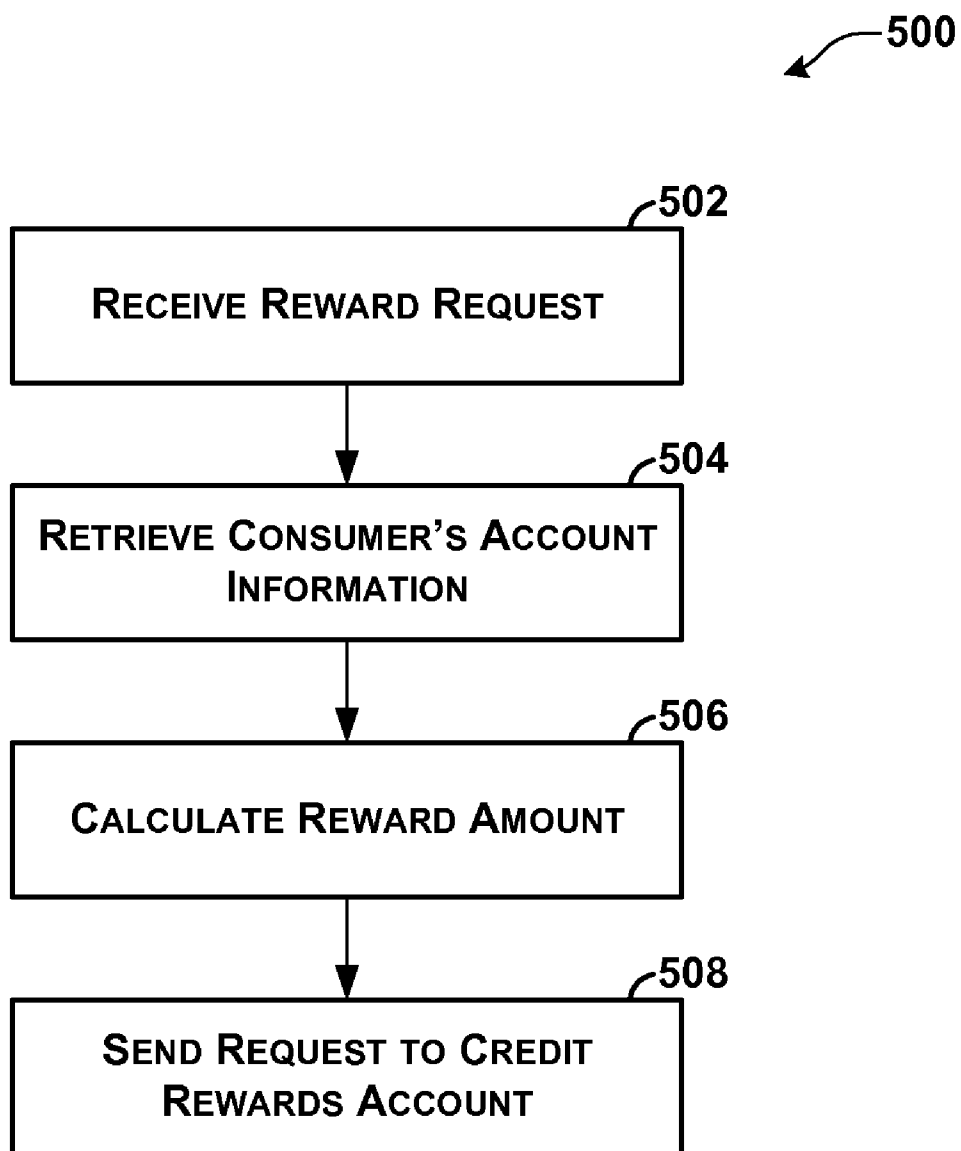 500
502
RECEIVE REWARD REQUEST
504
RETRIEVE CONSUMER'S ACCOUNT
INFORMATION
506
CALCULATE REWARD AMOUNT
508
SEND REQUEST TO CREDIT
REWARDS ACCOUNT